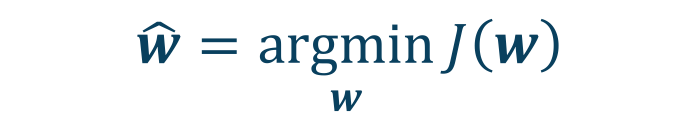 ŵ = argmin J(w)
w